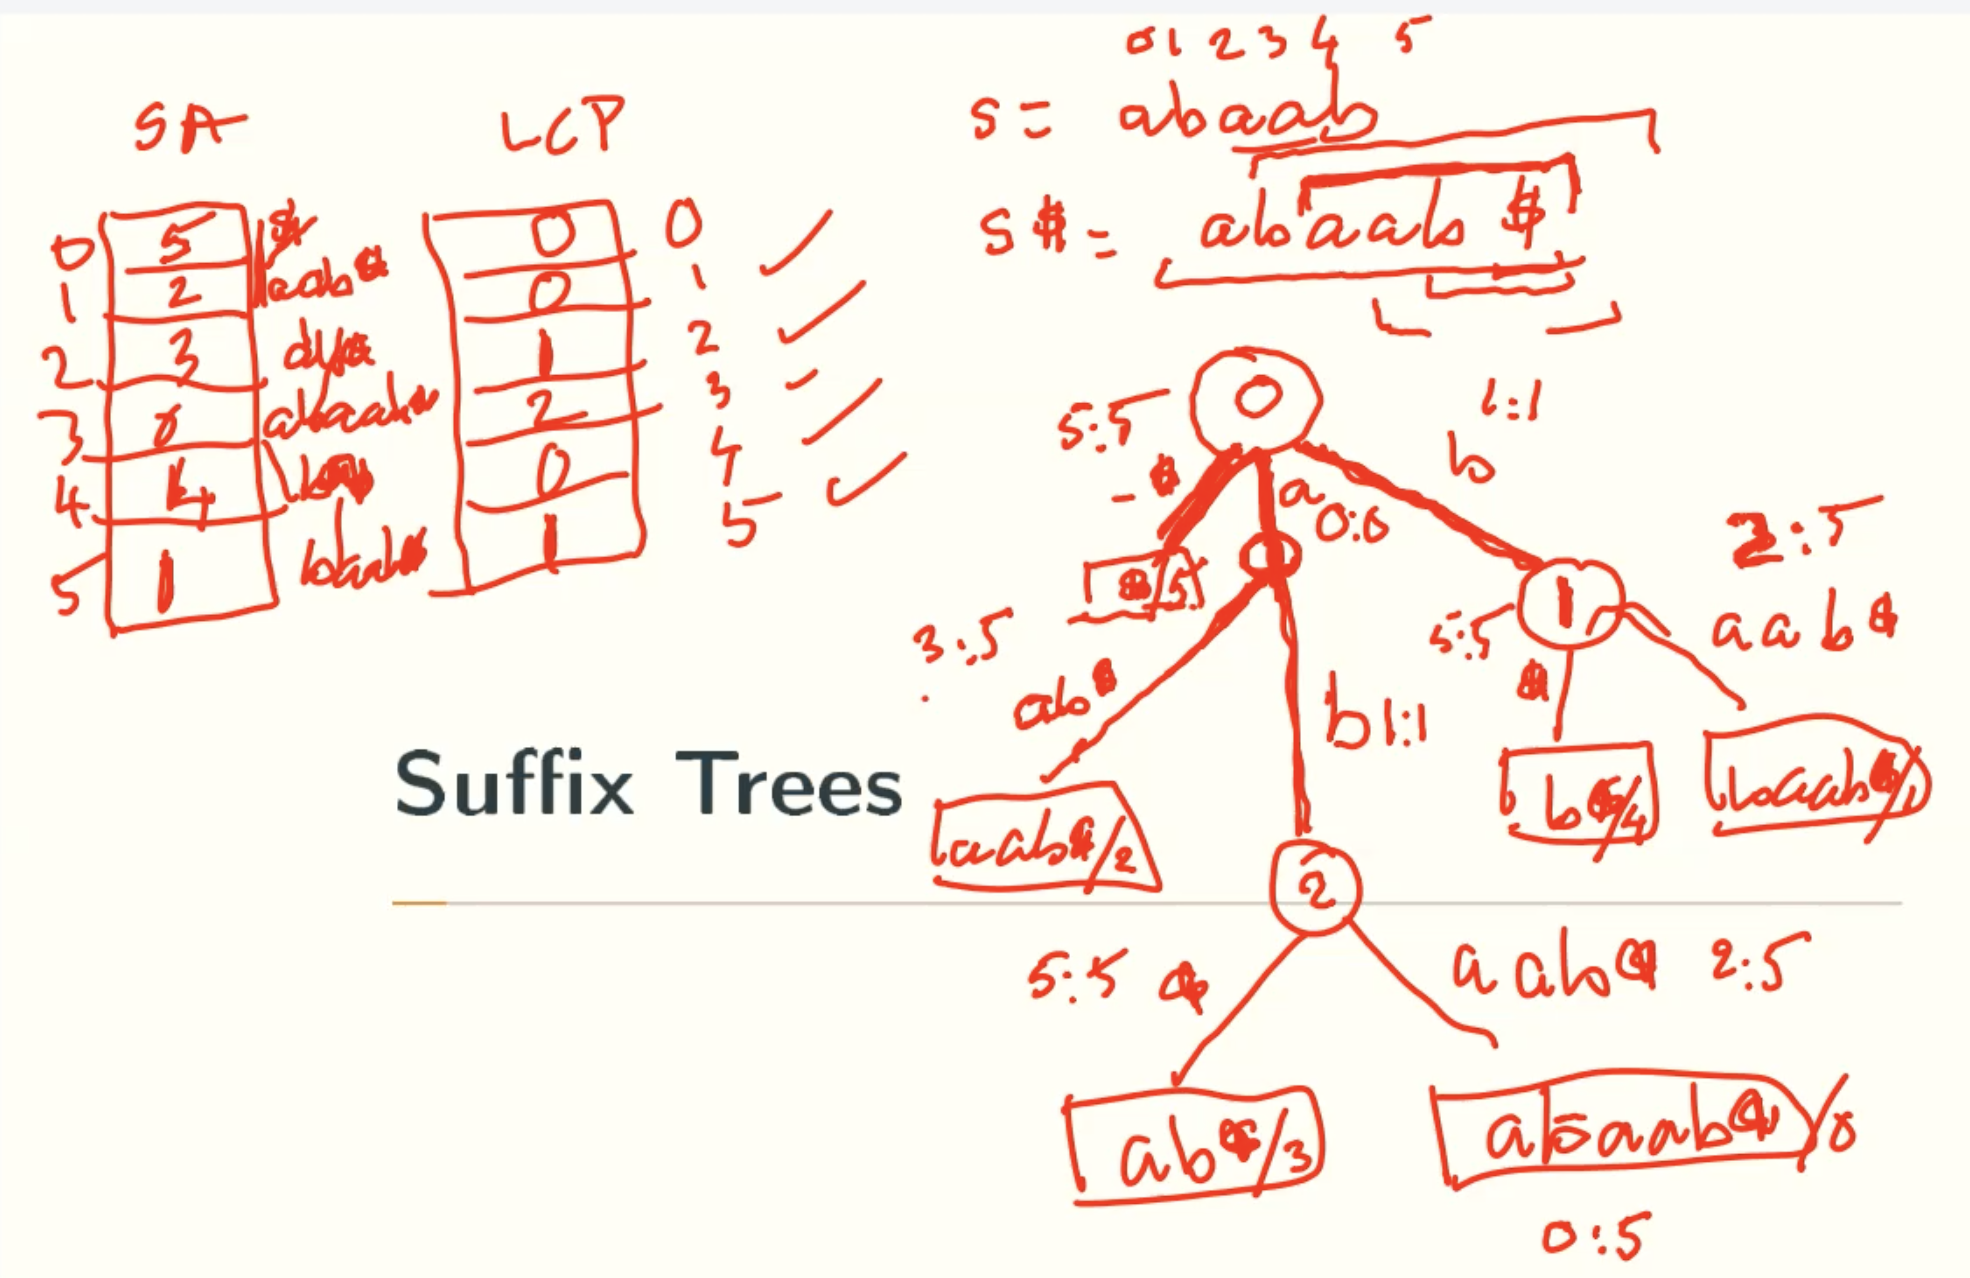 0 1 2 3 4 5
s = abaab
s$ = abaab $
SA
LCP
0 5 $
1 2 aab$
2 3
3 0 abaab$
4 4
5 1 baab$
0 0
0 1
1 2
2 3
0 4
1 5
0
5:5
$
a
0:0
b
1:1
$/5
1
1
3:5
ab$
b 1:1
5:5
$
2:5
aab$
Suffix Trees
aab$/2
b$/4
baab$/1
2
5:5 $
aab$ 2:5
ab$/3
abaab$/0
0:5